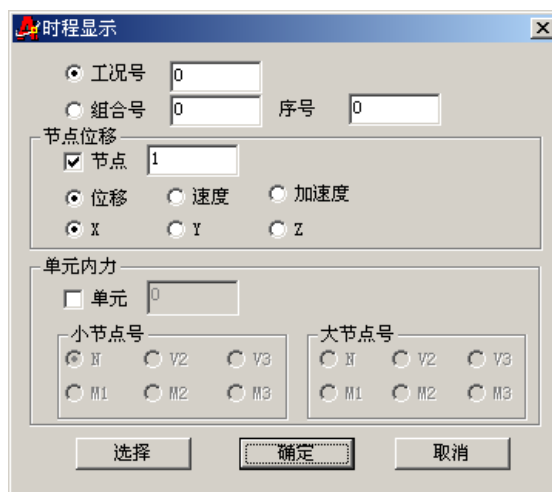 时程显示
工况号 0
组合号 0 序号 0
节点位移
节点 1
位移 速度 加速度
X Y Z
单元内力
单元 0
小节点号 大节点号
N V2 V3 N V2 V3
M1 M2 M3 M1 M2 M3
选择 确定 取消